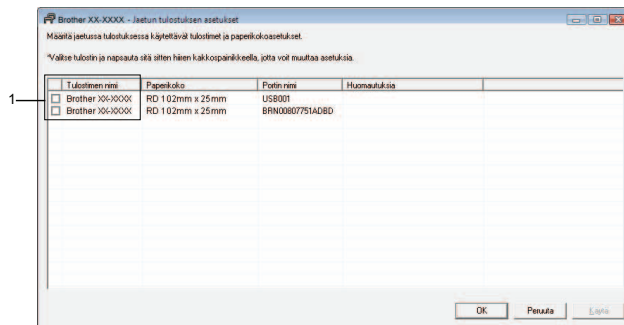 Brother XX-XXXX - Jaetun tulostuksen asetukset
Määritä jaetussa tulostuksessa käytettävät tulostimet ja paperikokoasetukset.
*Valitse tulostin ja napsauta sitä sitten hiiren kakkospainikkeella, jotta voit muuttaa asetuksia.
Tulostimen nimi Paperikoko Portin nimi Huomautuksia
1 Brother XX-XXXX RD 102mm x 25mm USB001
Brother XX-XXXX RD 102mm x 25mm BRN00807751ADBD
OK Peruuta Käytä